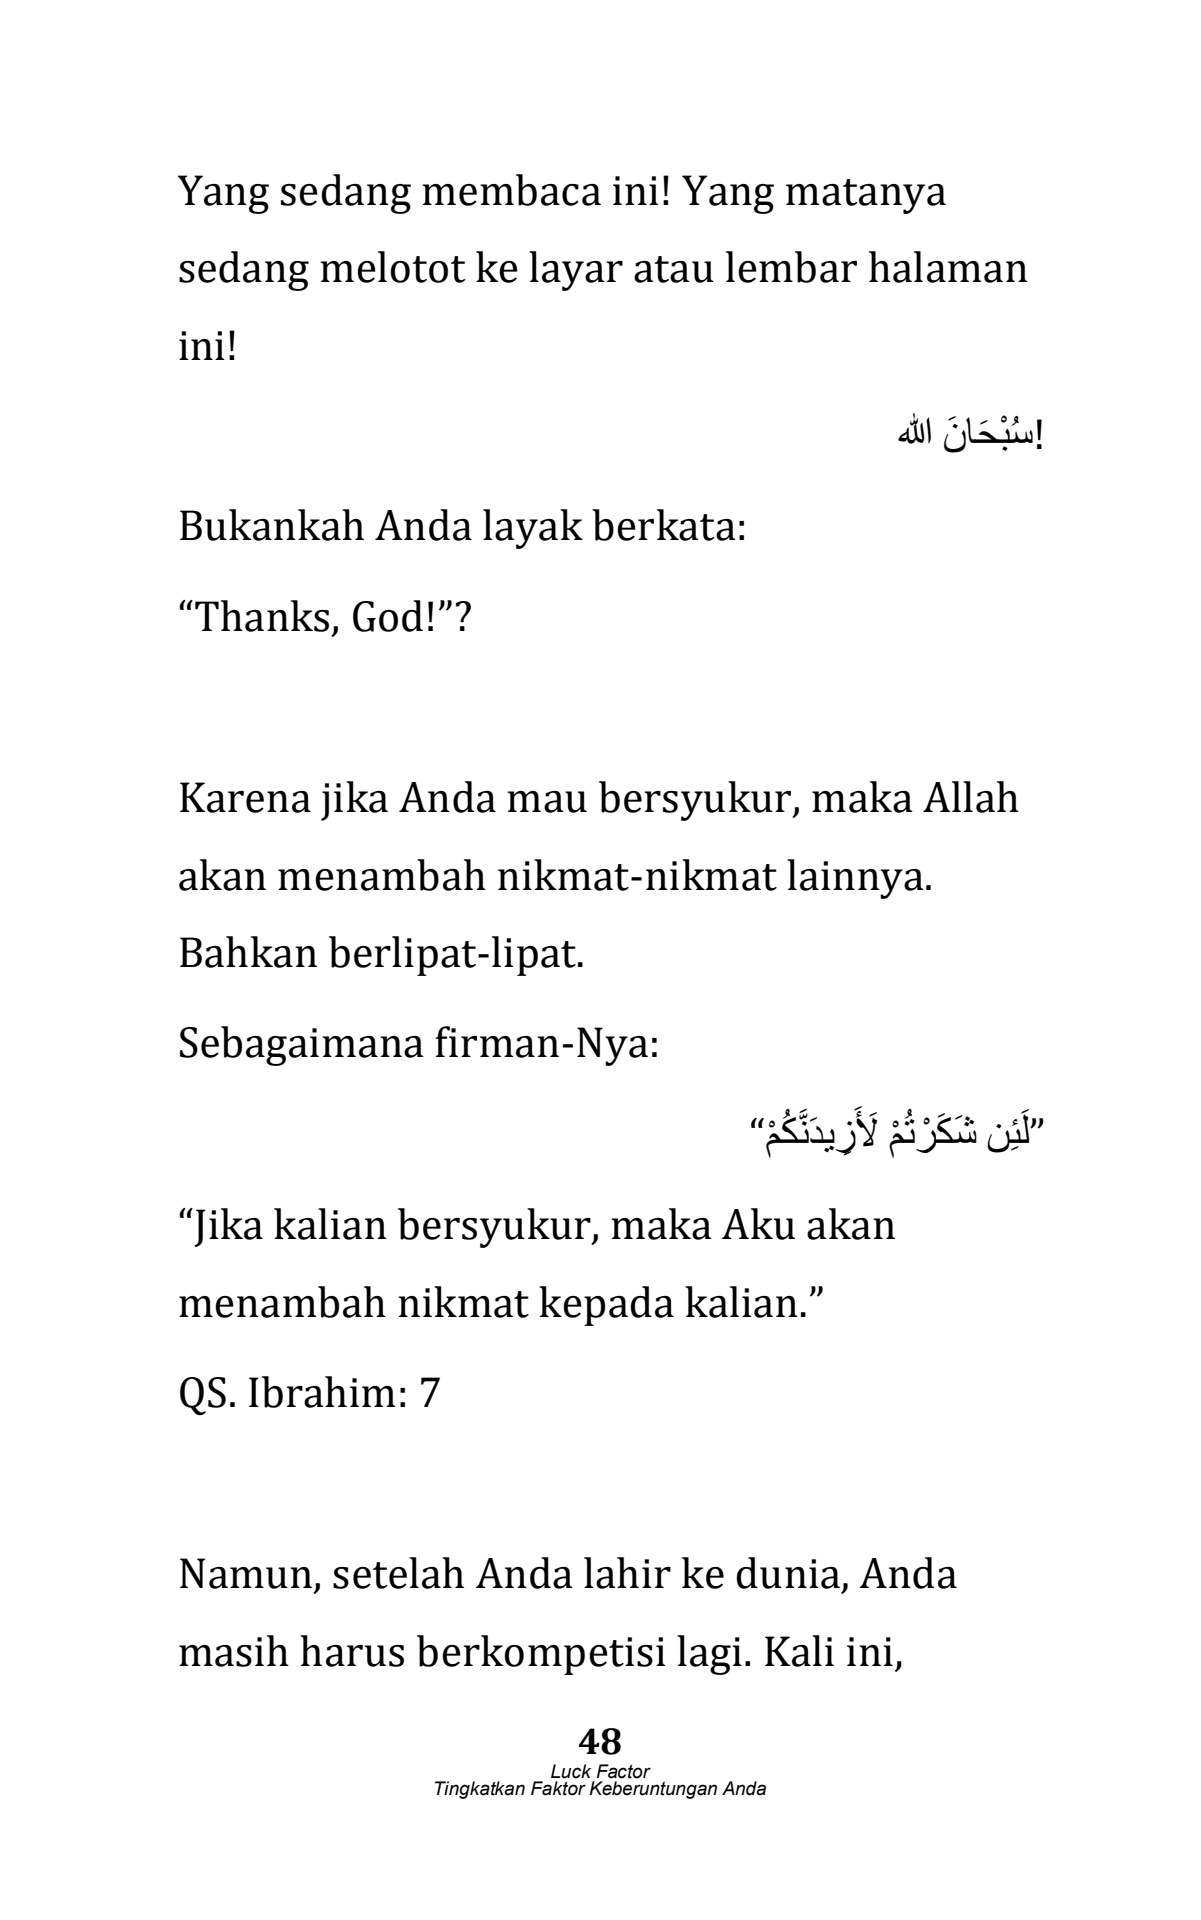 Yang sedang membaca ini! Yang matanya
sedang melotot ke layar atau lembar halaman
ini!
!سُبْحَانَ الله
Bukankah Anda layak berkata:
“Thanks, God!”?
Karena jika Anda mau bersyukur, maka Allah
akan menambah nikmat-nikmat lainnya.
Bahkan berlipat-lipat.
Sebagaimana firman-Nya:
”لَئِن شَكَرْتُمْ لَأَزِيدَنَّكُمْ“
“Jika kalian bersyukur, maka Aku akan
menambah nikmat kepada kalian.”
QS. Ibrahim: 7
Namun, setelah Anda lahir ke dunia, Anda
masih harus berkompetisi lagi. Kali ini,
48
Luck Factor
Tingkatkan Faktor Keberuntungan Anda